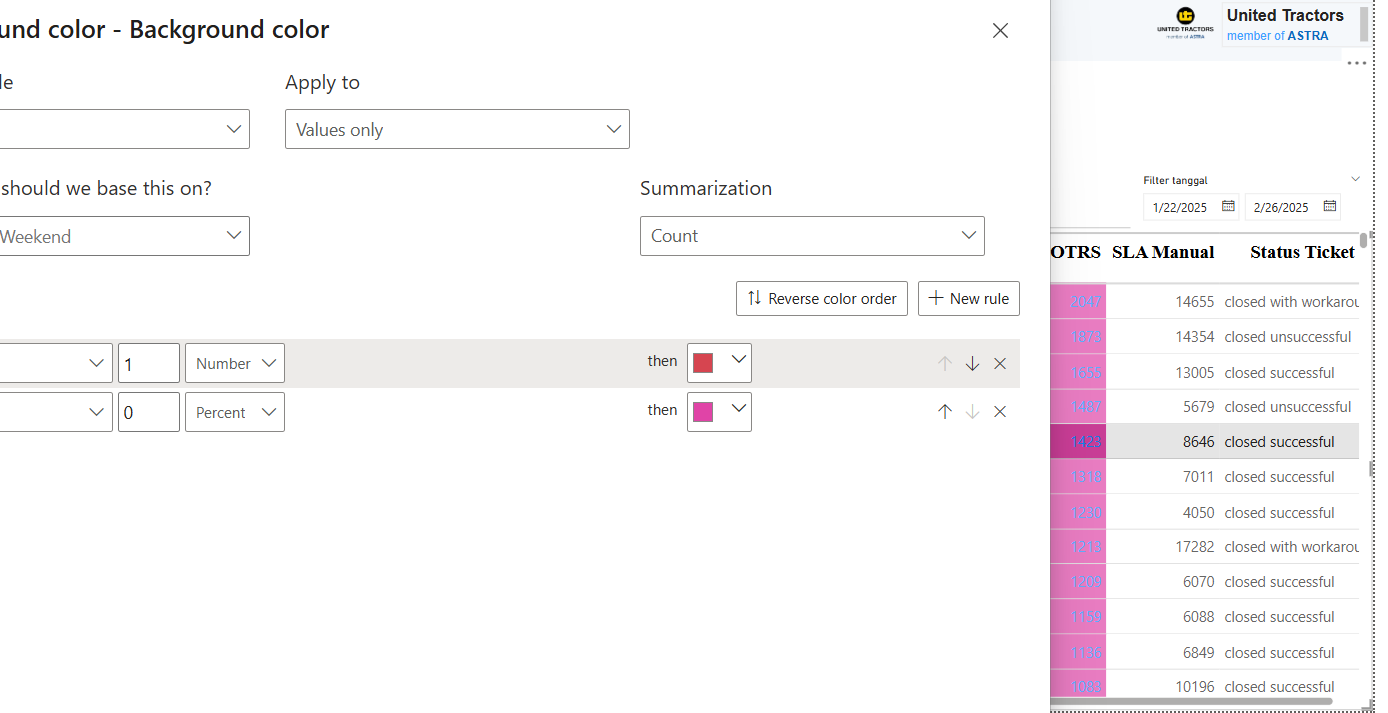 und color - Background color
United Tractors
UNITED TRACTORS
member of ASTRA
member of ASTRA
le
Apply to
Values only
Filter tanggal
should we base this on?
Summarization
1/22/2025
2/26/2025
Weekend
Count
OTRS SLA Manual Status Ticket
Reverse color order
New rule
2047 14655 closed with workarou
1878 14354 closed unsuccessful
1 Number then
1655 13005 closed successful
0 Percent then
1487 5679 closed unsuccessful
1423 8646 closed successful
1318 7011 closed successful
4050 closed successful
1213 17282 closed with workarou
1209 6070 closed successful
1159 6088 closed successful
1136 6849 closed successful
1083 10196 closed successful